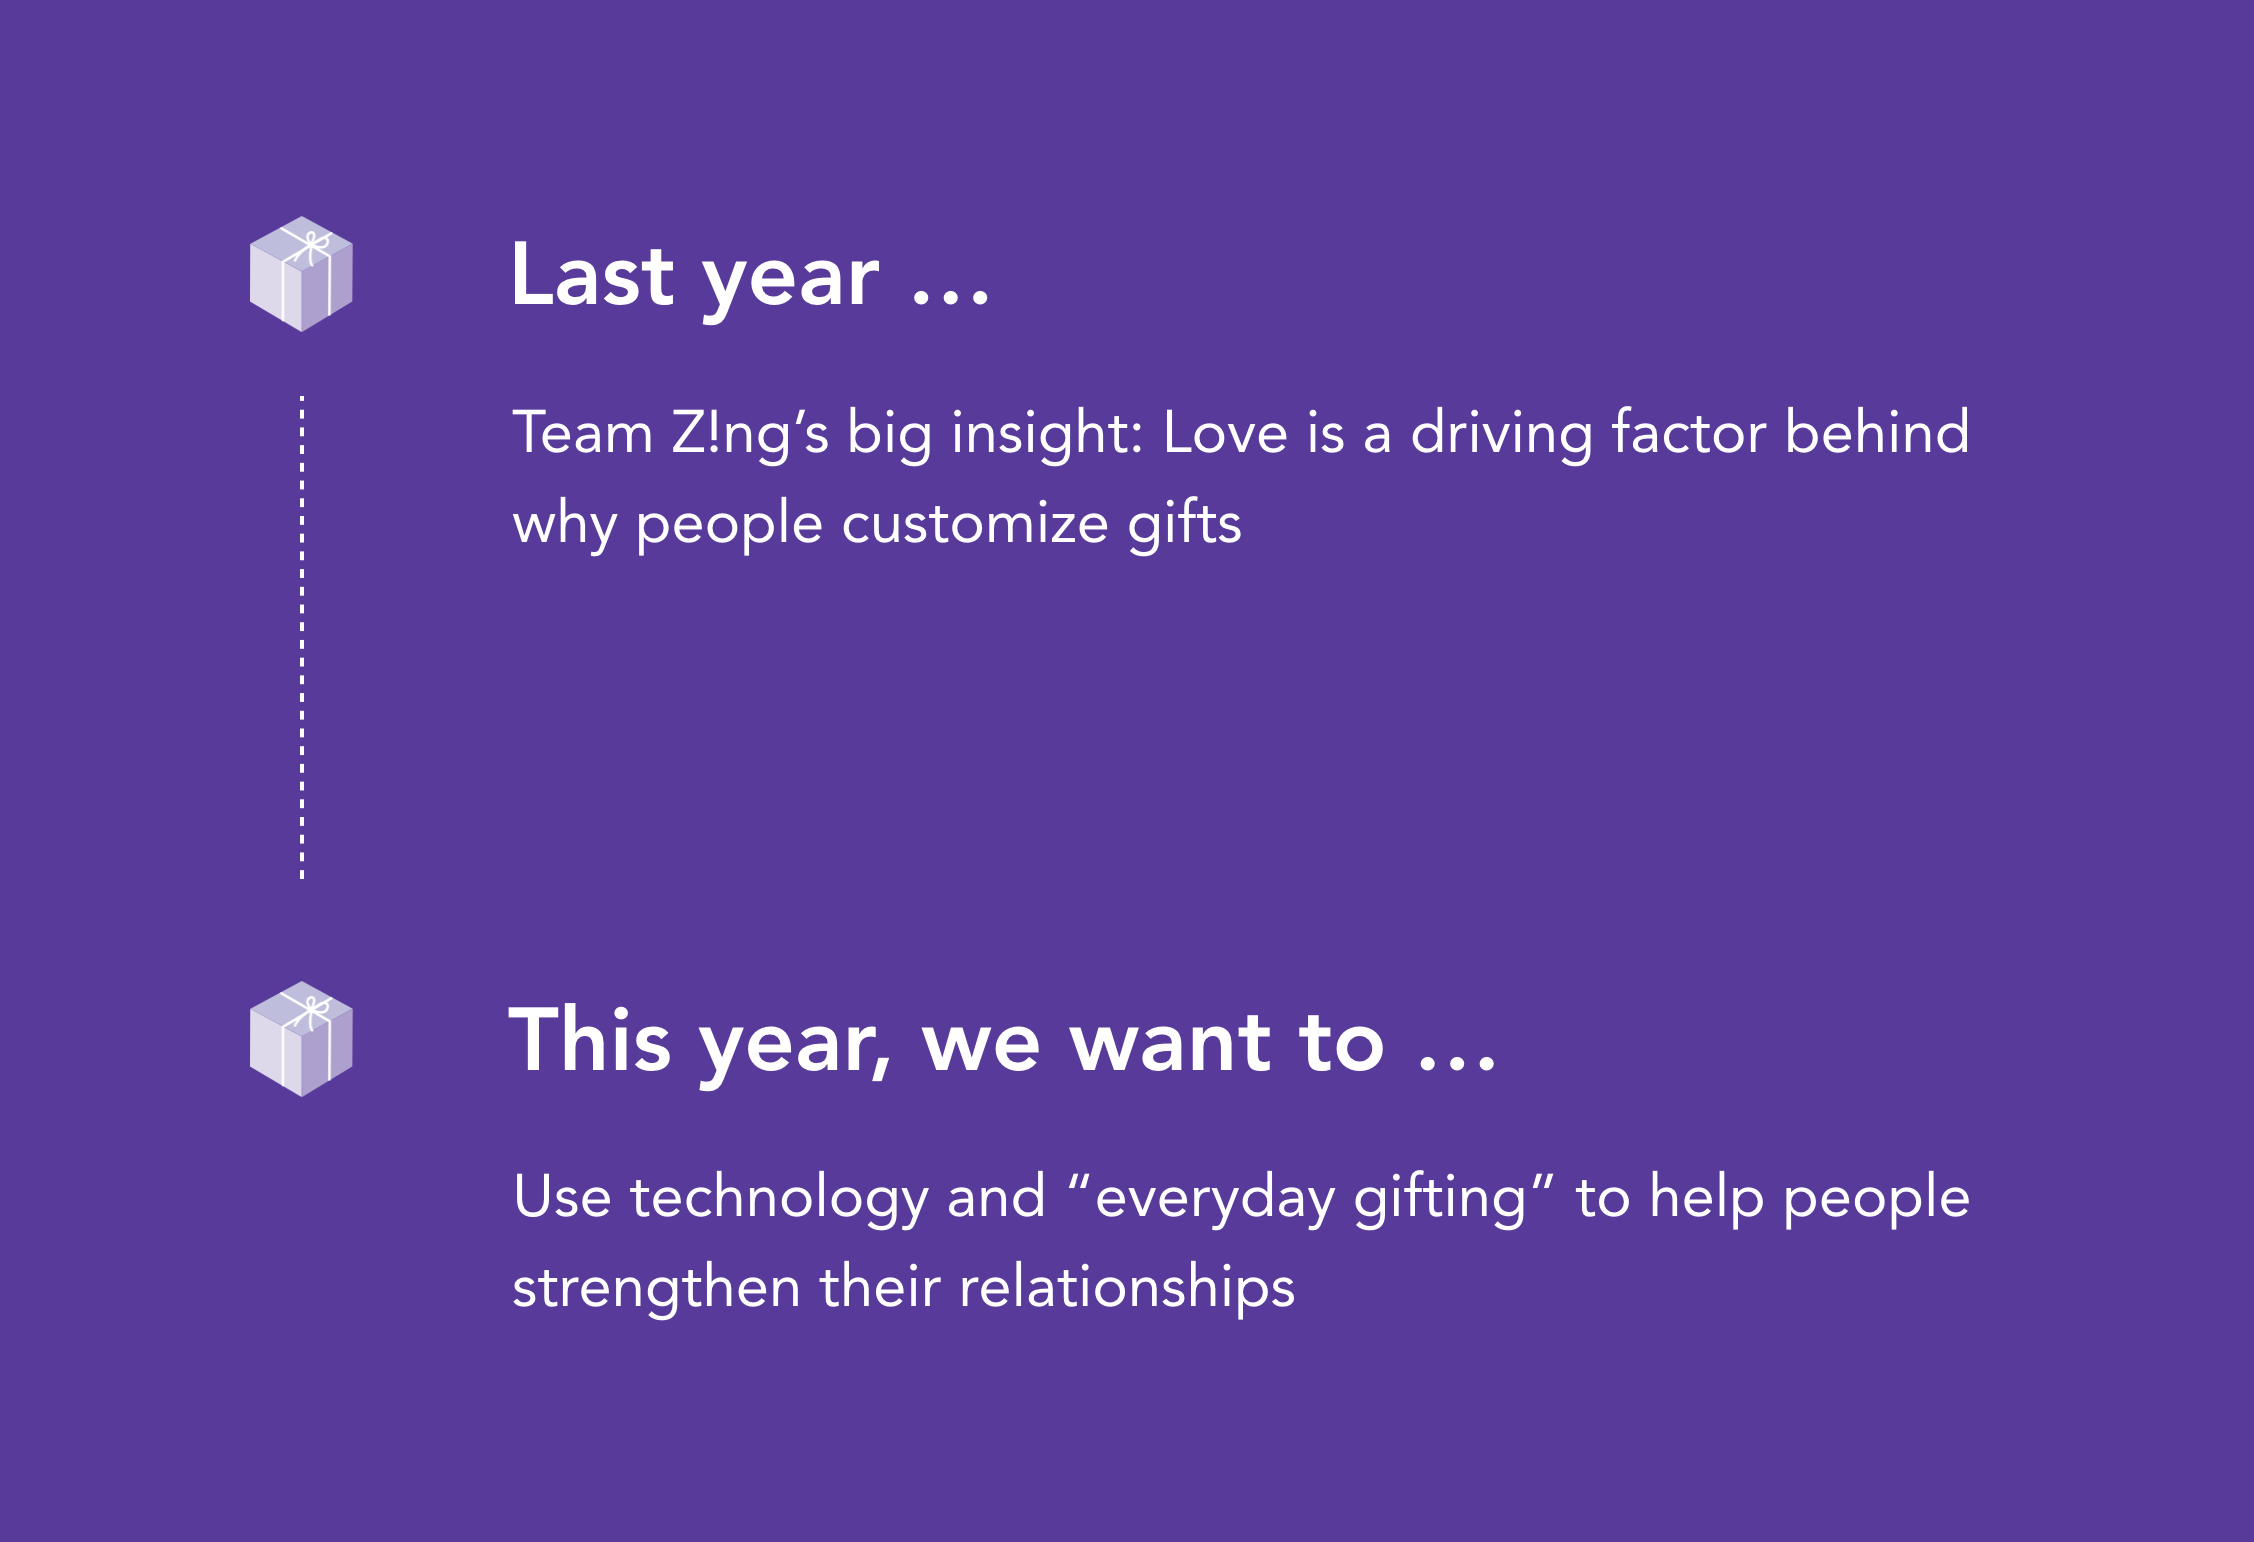 Last year ...
Team Z!ng’s big insight: Love is a driving factor behind
why people customize gifts
This year, we want to ...
Use technology and “everyday gifting” to help people
strengthen their relationships